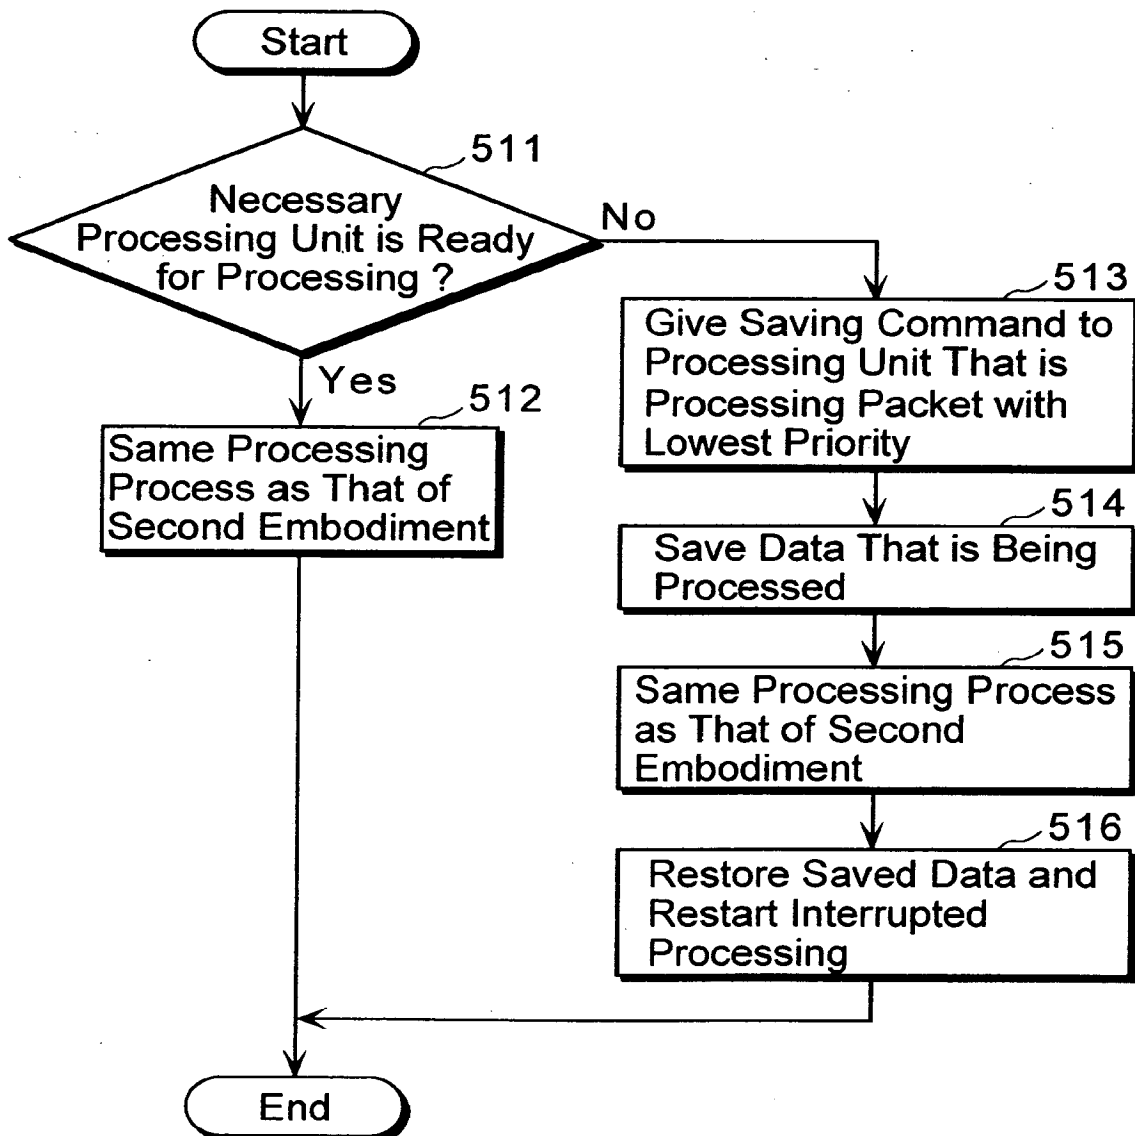 Start
511
Necessary
Processing Unit is Ready
for Processing ?
No
Yes
512
Same Processing
Process as That of
Second Embodiment
513
Give Saving Command to
Processing Unit That is
Processing Packet with
Lowest Priority
514
Save Data That is Being
Processed
515
Same Processing Process
as That of Second
Embodiment
516
Restore Saved Data and
Restart Interrupted
Processing
End